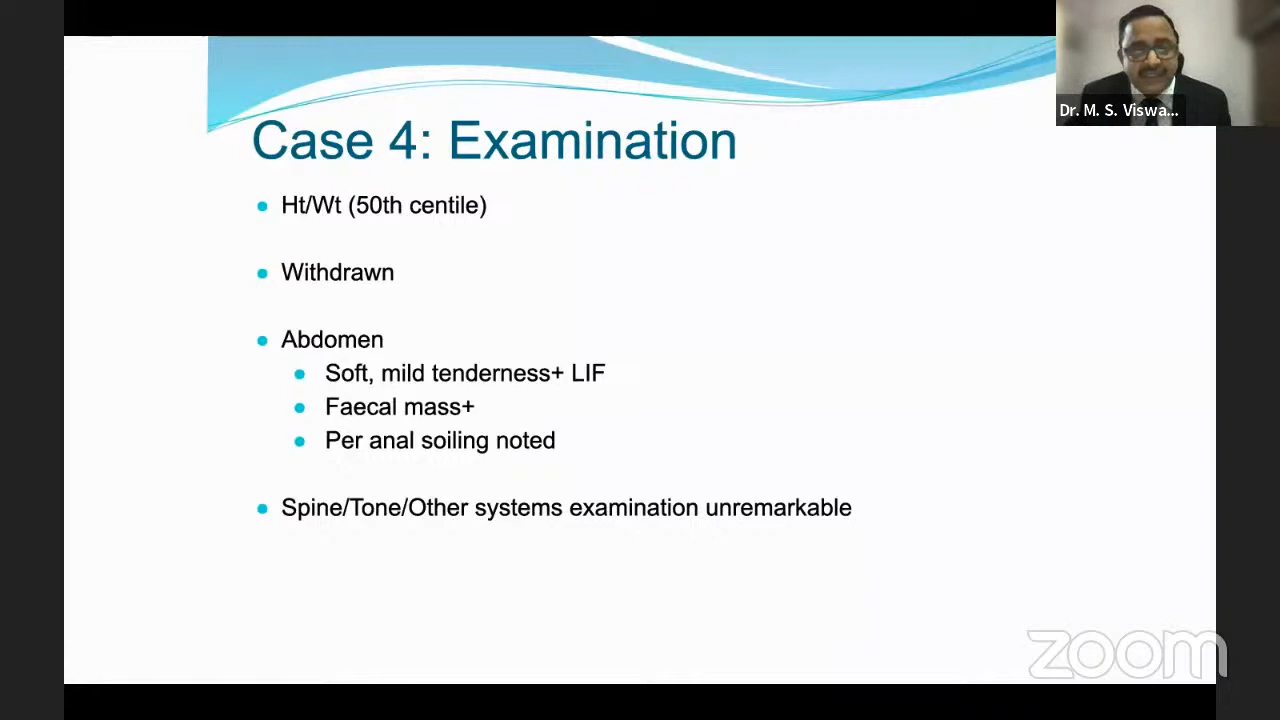 Dr. M. S. Viswa...
Case 4: Examination
Ht/Wt (50th centile)
Withdrawn
Abdomen
Soft, mild tenderness+ LIF
Faecal mass+
Per anal soiling noted
Spine/Tone/Other systems examination unremarkable
zoom